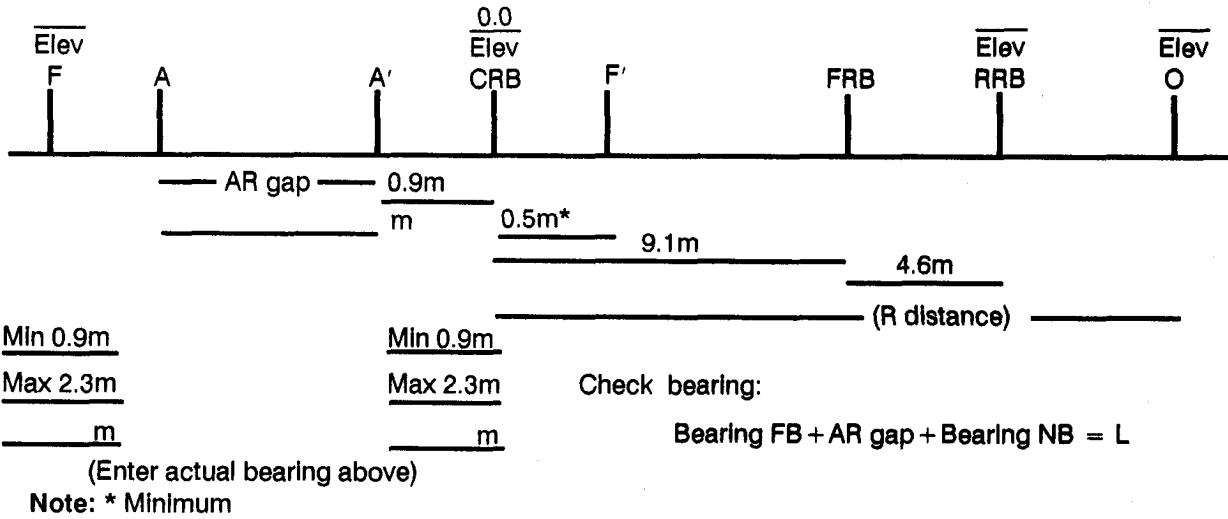 0.0
Elev Elev Elev Elev
F A A' CRB F' FRB RRB O
AR gap 0.9m
m 0.5m*
9.1m
4.6m
(R distance)
Min 0.9m Min 0.9m
Max 2.3m Max 2.3m Check bearing:
m m Bearing FB + AR gap + Bearing NB = L
(Enter actual bearing above)
Note: * Minimum